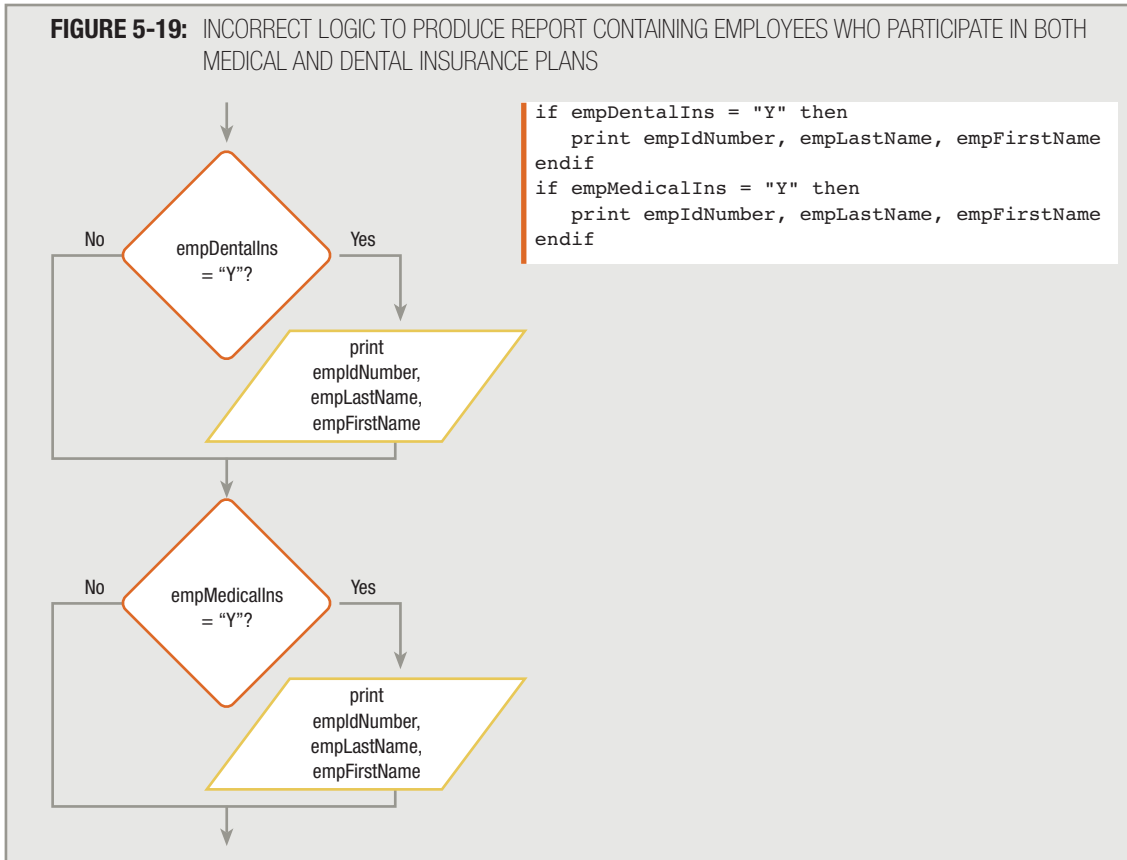 FIGURE 5-19: INCORRECT LOGIC TO PRODUCE REPORT CONTAINING EMPLOYEES WHO PARTICIPATE IN BOTH
MEDICAL AND DENTAL INSURANCE PLANS
if empDentalIns = "Y" then
print empIdNumber, empLastName, empFirstName
endif
if empMedicalIns = "Y" then
print empIdNumber, empLastName, empFirstName
endif
No
empDentalIns
= “Y”?
Yes
print
empIdNumber,
empLastName,
empFirstName
No
empMedicalIns
= “Y”?
Yes
print
empIdNumber,
empLastName,
empFirstName